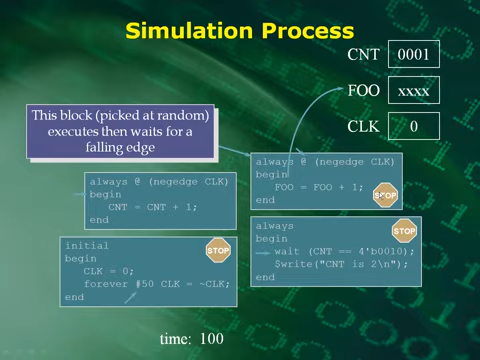 Simulation Process
CNT 0001
FOO xxxx
CLK 0
This block (picked at random)
executes then waits for a
falling edge
always @ (negedge CLK)
begin
FOO = FOO + 1;
end
STOP
always @ (negedge CLK)
begin
CNT = CNT + 1;
end
always
begin
wait (CNT == 4'b0010);
$write("CNT is 2\n");
end
STOP
initial
begin
CLK = 0;
forever #50 CLK = ~CLK;
end
STOP
time: 100